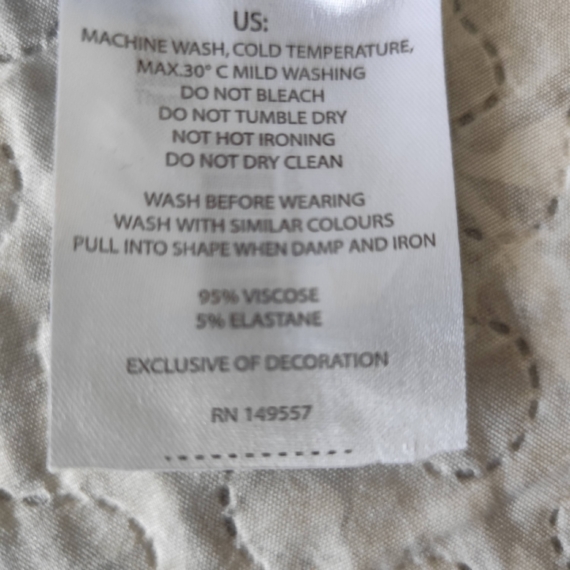 US:
MACHINE WASH, COLD TEMPERATURE,
MAX.30° C MILD WASHING
DO NOT BLEACH
DO NOT TUMBLE DRY
NOT HOT IRONING
DO NOT DRY CLEAN
WASH BEFORE WEARING
WASH WITH SIMILAR COLOURS
PULL INTO SHAPE WHEN DAMP AND IRON
95% VISCOSE
5% ELASTANE
EXCLUSIVE OF DECORATION
RN 149557